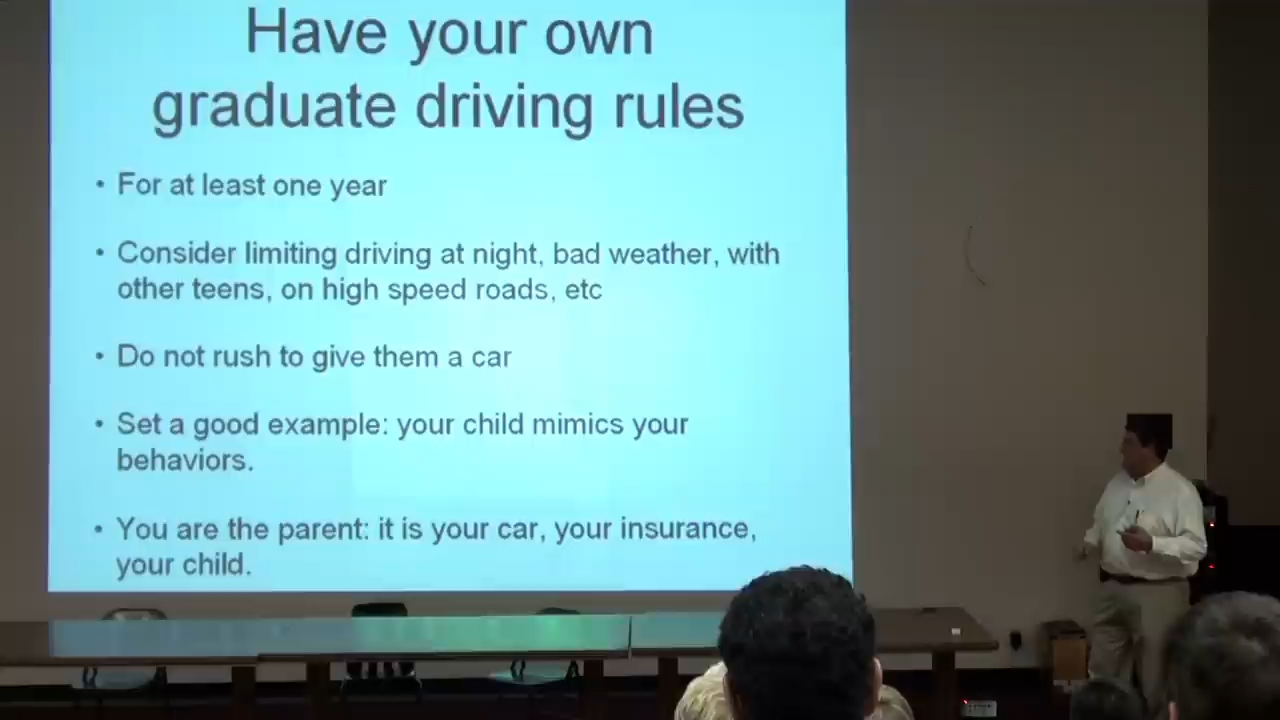 Have your own
graduate driving rules
• For at least one year
• Consider limiting driving at night, bad weather, with
other teens, on high speed roads, etc
• Do not rush to give them a car
• Set a good example: your child mimics your
behaviors.
• You are the parent: it is your car, your insurance,
your child.